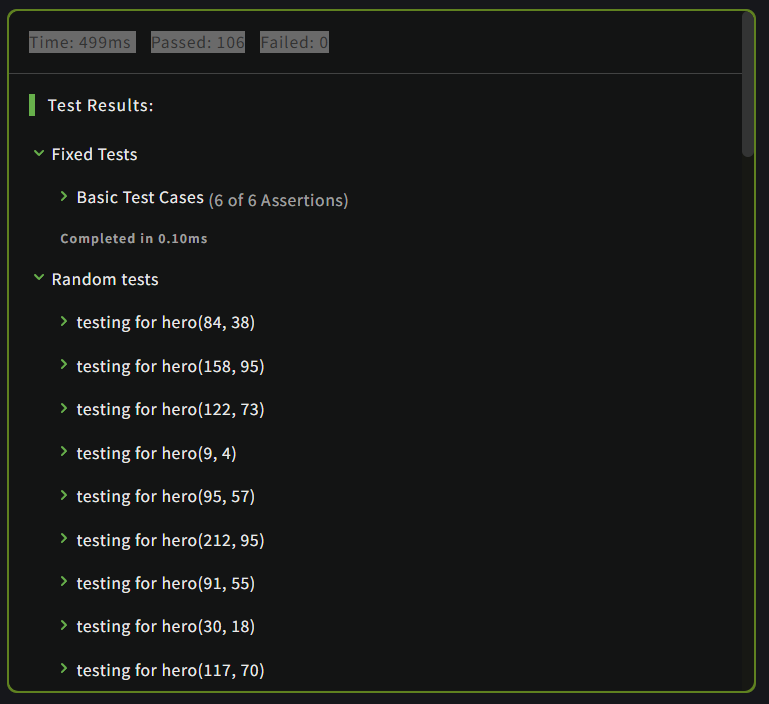 Time: 499ms Passed: 106 Failed: 0
Test Results:
Fixed Tests
Basic Test Cases (6 of 6 Assertions)
Completed in 0.10ms
Random tests
testing for hero(84, 38)
testing for hero(158, 95)
testing for hero(122, 73)
testing for hero(9, 4)
testing for hero(95, 57)
testing for hero(212, 95)
testing for hero(91, 55)
testing for hero(30, 18)
testing for hero(117, 70)